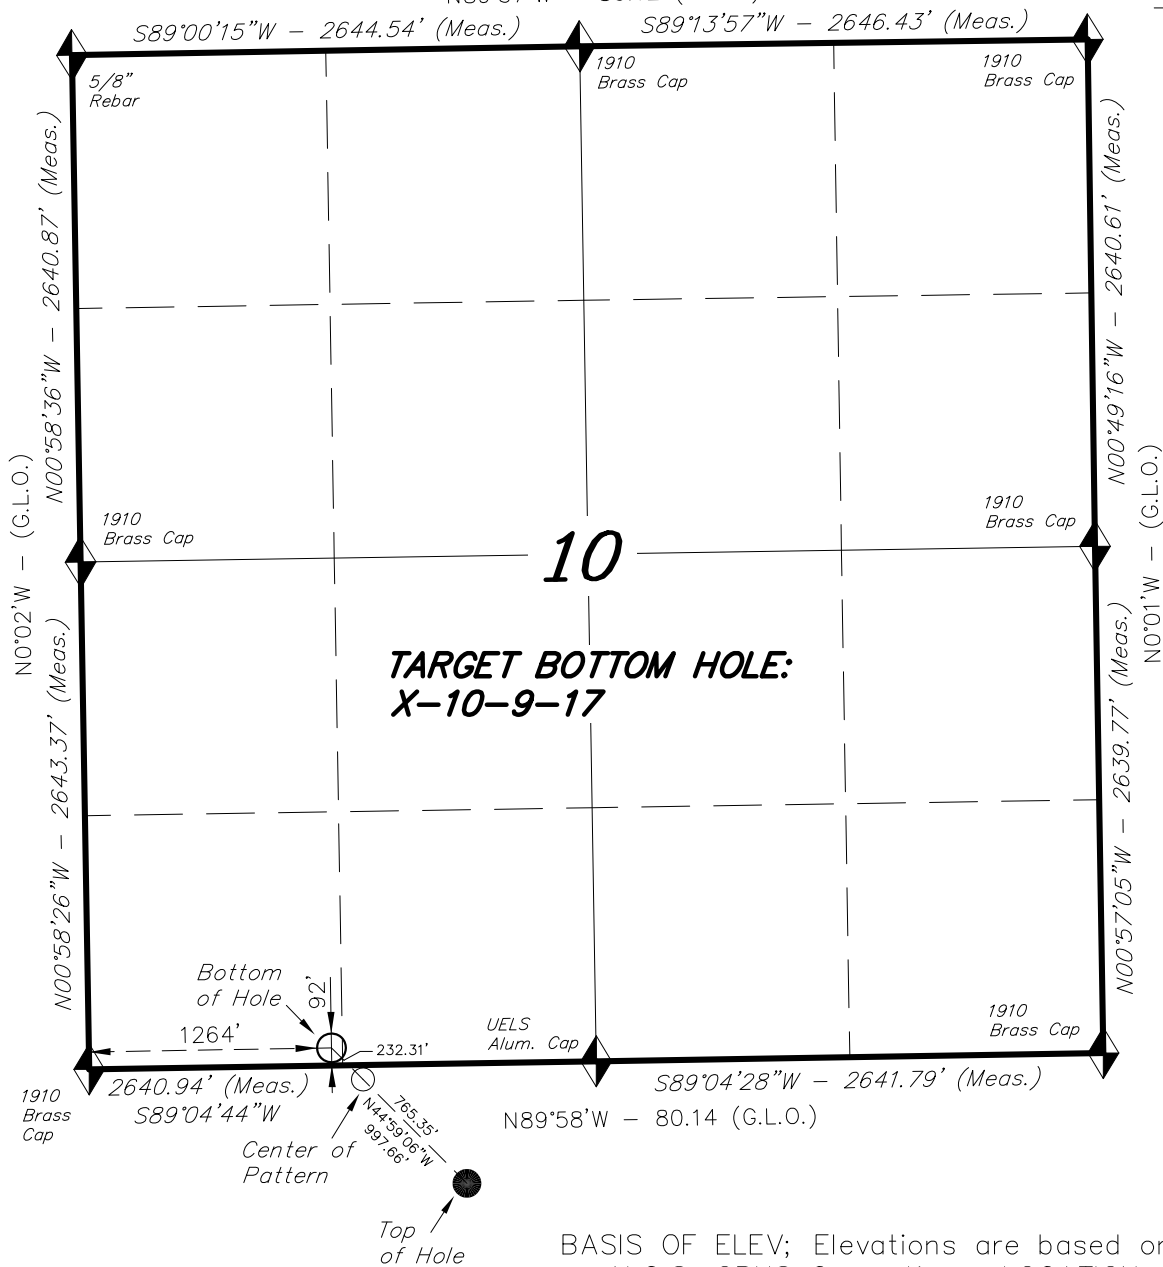 S89°00'15"W – 2644.54' (Meas.)
S89°13'57"W – 2646.43' (Meas.)
5/8"
Rebar
1910
Brass Cap
1910
Brass Cap
N00°58'36"W – 2640.87' (Meas.)
N00°49'16"W – 2640.61' (Meas.)
N0°02'W – (G.L.O.)
N0°01'W – (G.L.O.)
1910
Brass Cap
1910
Brass Cap
10
TARGET BOTTOM HOLE:
X–10–9–17
N00°58'26"W – 2643.37' (Meas.)
N00°57'05"W – 2639.77' (Meas.)
Bottom
of Hole
92'
1264'
232.31'
UELS
Alum. Cap
1910
Brass Cap
1910
Brass
Cap
2640.94' (Meas.)
S89°04'44"W
S89°04'28"W – 2641.79' (Meas.)
N89°58'W – 80.14 (G.L.O.)
Center of
Pattern
765.35'
N44°59'06"W
997.66'
Top
of Hole
BASIS OF ELEV; Elevations are based on